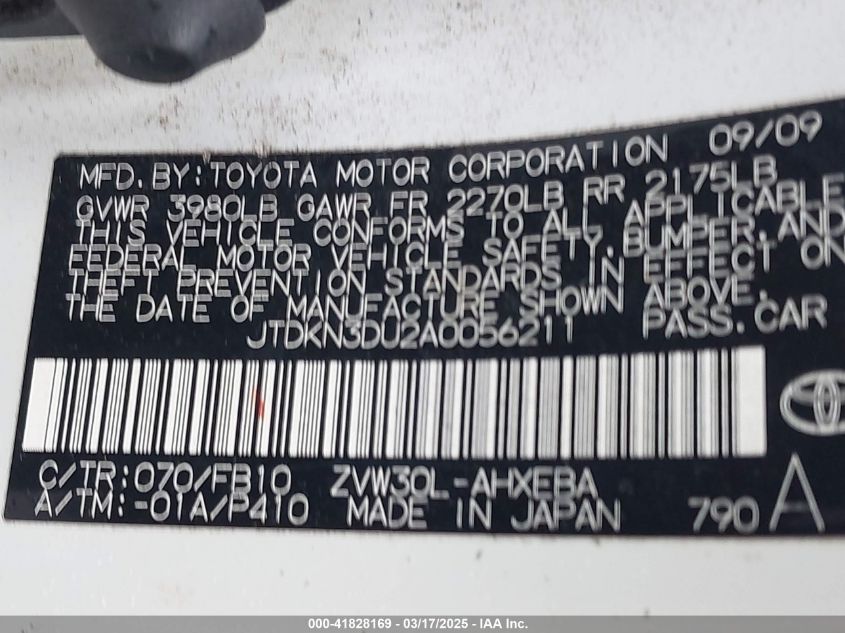 09/09
MFD. BY: TOYOTA MOTOR CORPORATION
GVWR 3980LB GAWR FR 2270LB RR 2175LB
THIS VEHICLE CONFORMS TO ALL APPLICABLE
FEDERAL MOTOR VEHICLE SAFETY, BUMPER, AND
THEFT PREVENTION STANDARDS IN EFFECT ON
THE DATE OF MANUFACTURE SHOWN ABOVE.
JTDKN3DU2A0056211 PASS. CAR
C/TR: 070/FB10 ZVW30L-AHXEBA
A/TM: -01A/P410 MADE IN JAPAN 790 A
000-41828169 — 03/17/2025 — IAA Inc.